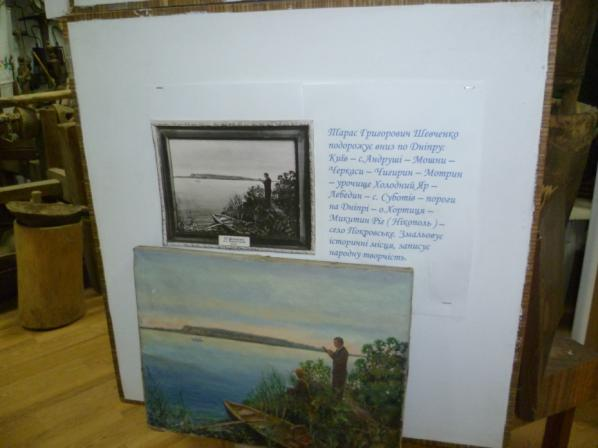 Тарас Григорович Шевченко
подорожує вниз по Дніпру:
Київ – с.Андруші – Мошни –
Черкаси – Чигирин – Мотрин
– урочище Холодний Яр –
Лебедин – с. Суботів – пороги
на Дніпрі – о.Хортиця –
Микитин Ріг ( Нікополь ) –
село Покровське. Змальовує
історичні місця, записує
народну творчість.